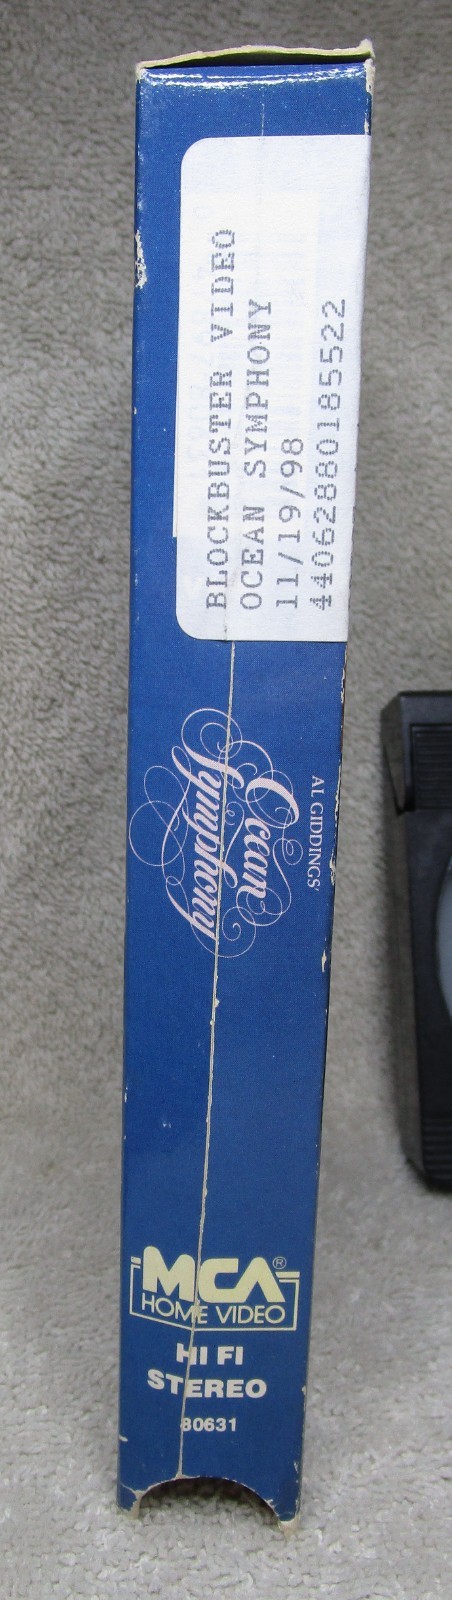 BLOCKBUSTER VIDEO
OCEAN SYMPHONY
11/19/98
44062880185522
AL GIDDINGS'
Ocean
Symphony
MCA®
HOME VIDEO
HI FI
STEREO
80631